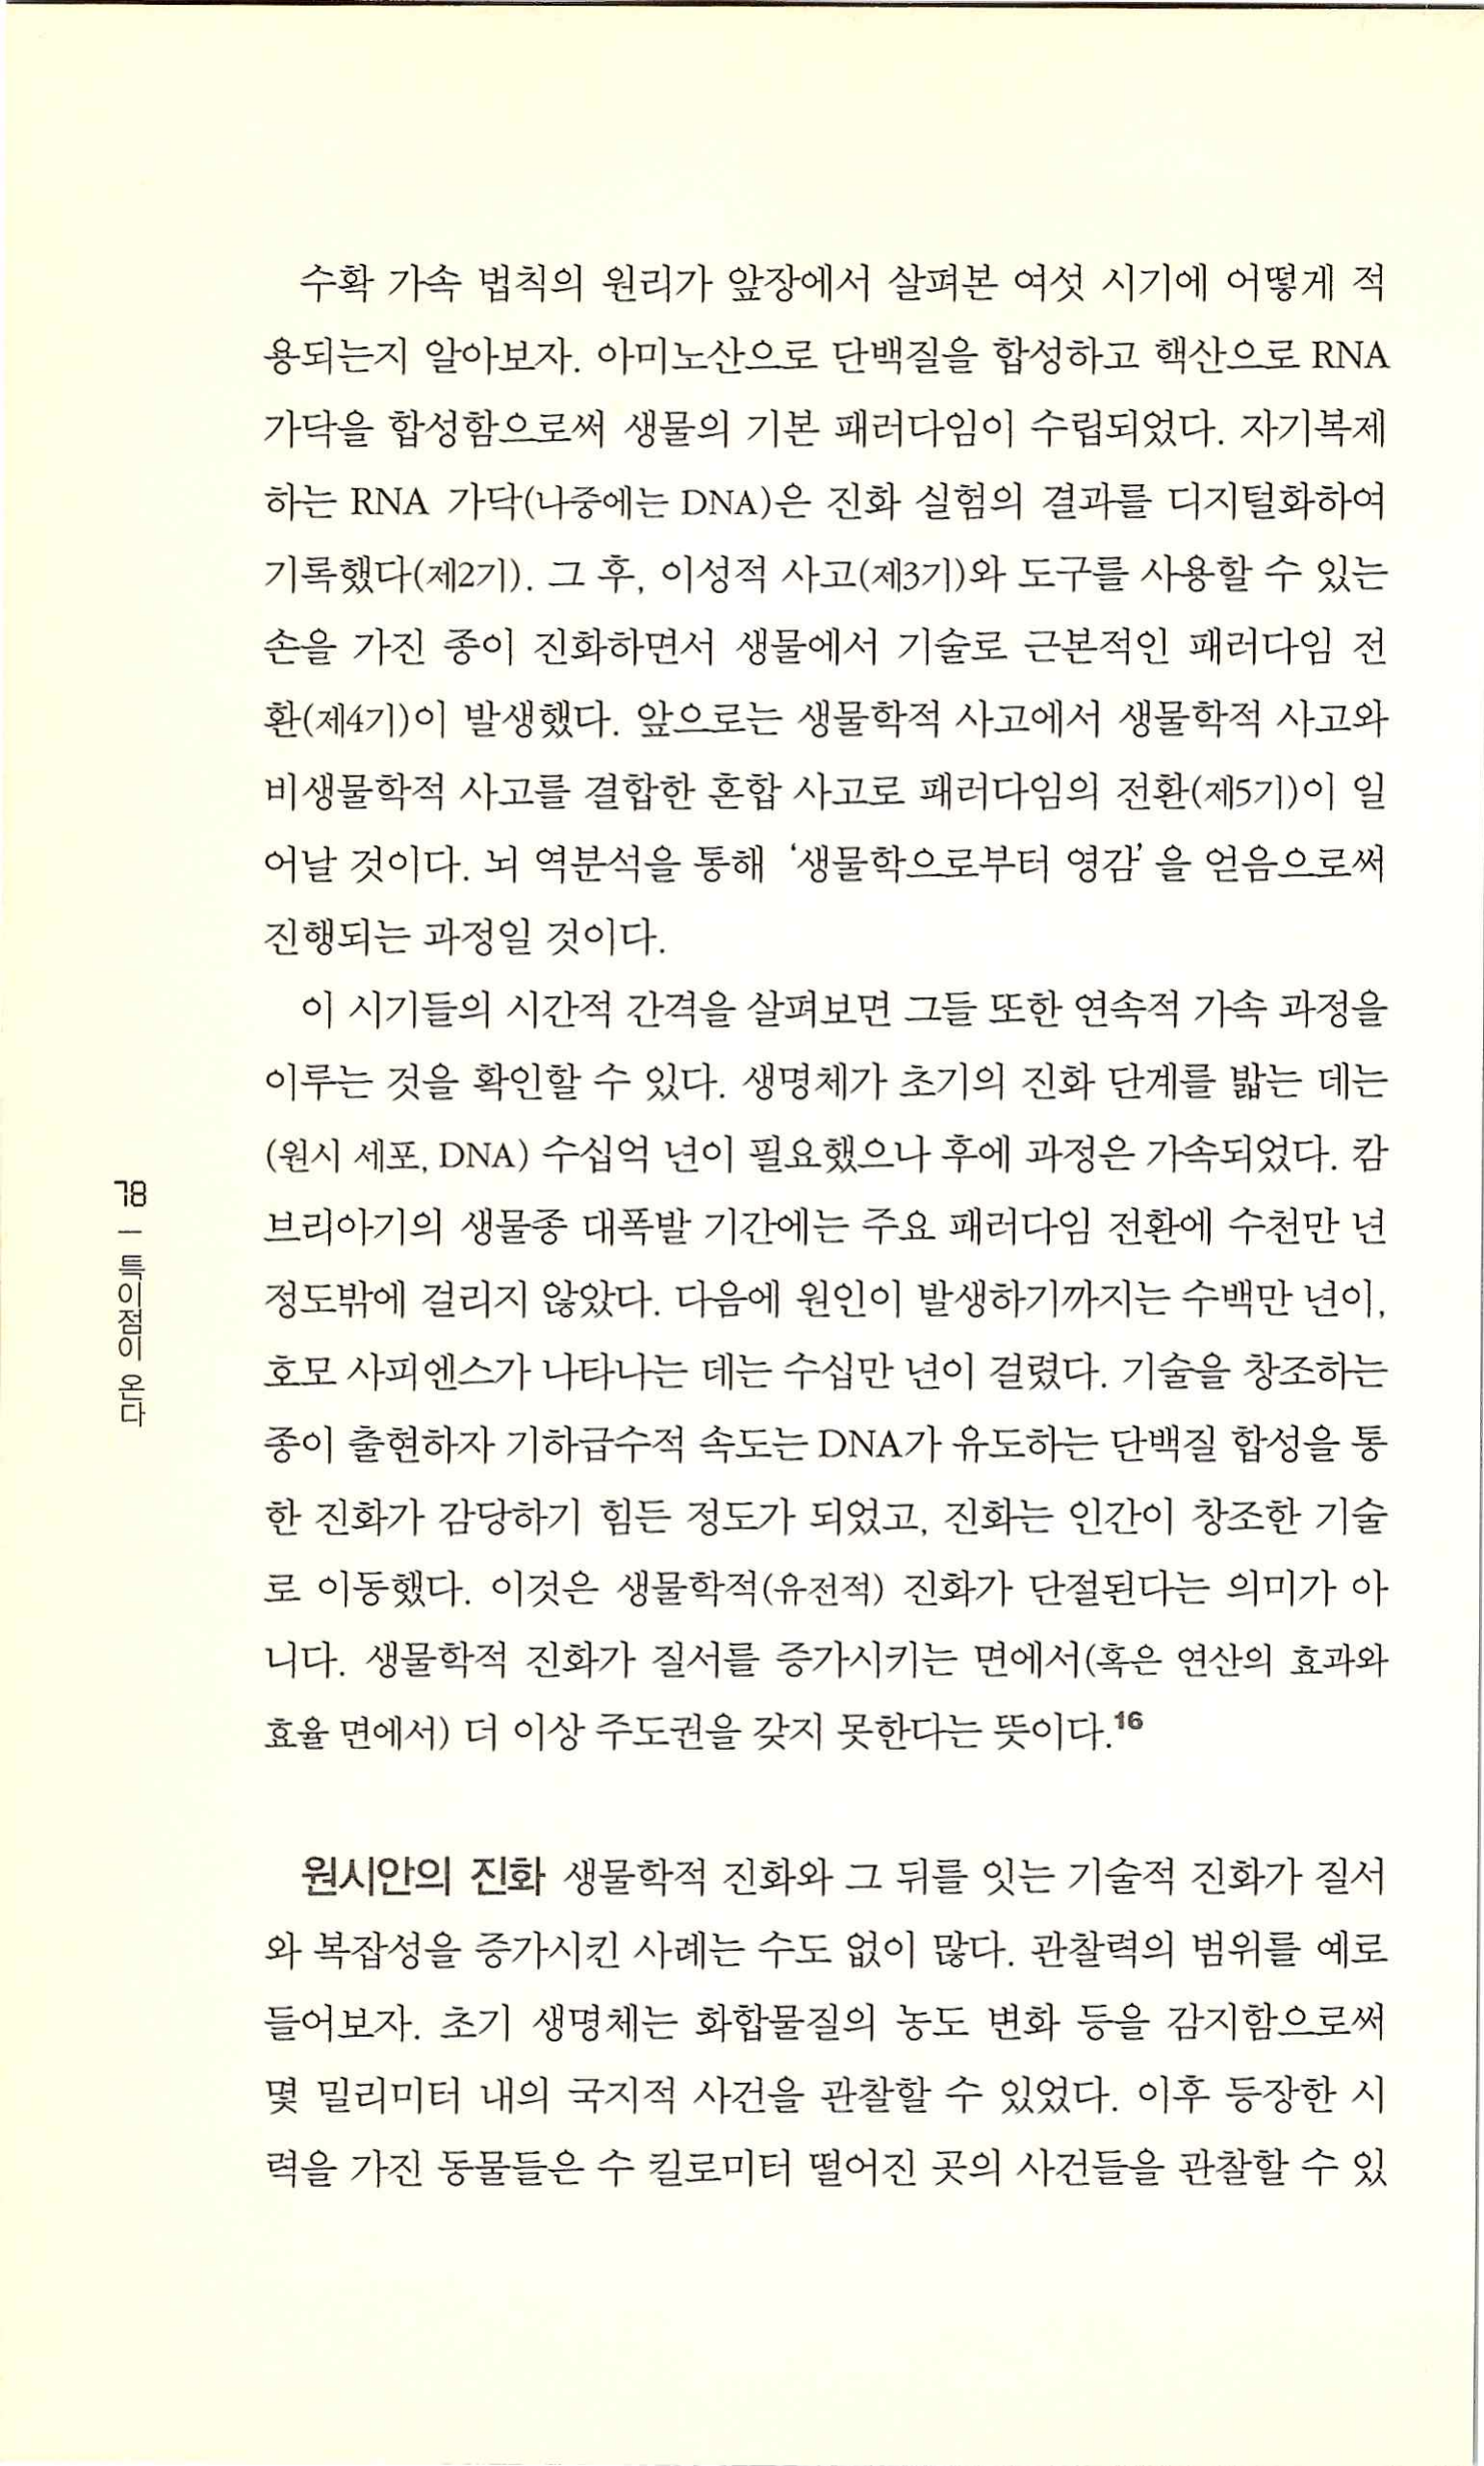 수확 가속 법칙의 원리가 앞장에서 살펴본 여섯 시기에 어떻게 적
용되는지 알아보자. 아미노산으로 단백질을 합성하고 핵산으로 RNA
가닥을 합성함으로써 생물의 기본 패러다임이 수립되었다. 자기복제
하는 RNA 가닥(나중에는 DNA)은 진화 실험의 결과를 디지털화하여
기록했다(제2기). 그 후, 이성적 사고(제3기)와 도구를 사용할 수 있는
손을 가진 종이 진화하면서 생물에서 기술로 근본적인 패러다임 전
환(제4기)이 발생했다. 앞으로는 생물학적 사고에서 생물학적 사고와
비생물학적 사고를 결합한 혼합 사고로 패러다임의 전환(제5기)이 일
어날 것이다. 뇌 역분석을 통해 ‘생물학으로부터 영감’을 얻음으로써
진행되는 과정일 것이다.
이 시기들의 시간적 간격을 살펴보면 그들 또한 연속적 가속 과정을
이루는 것을 확인할 수 있다. 생명체가 초기의 진화 단계를 밟는 데는
(원시 세포, DNA) 수십억 년이 필요했으나 후에 과정은 가속되었다. 캄
브리아기의 생물종 대폭발 기간에는 주요 패러다임 전환에 수천만 년
정도밖에 걸리지 않았다. 다음에 원인이 발생하기까지는 수백만 년이,
호모 사피엔스가 나타나는 데는 수십만 년이 걸렸다. 기술을 창조하는
종이 출현하자 기하급수적 속도는 DNA가 유도하는 단백질 합성을 통
한 진화가 감당하기 힘든 정도가 되었고, 진화는 인간이 창조한 기술
로 이동했다. 이것은 생물학적(유전적) 진화가 단절된다는 의미가 아
니다. 생물학적 진화가 질서를 증가시키는 면에서(혹은 연산의 효과와
효율 면에서) 더 이상 주도권을 갖지 못한다는 뜻이다.16
원시안의 진화 생물학적 진화와 그 뒤를 잇는 기술적 진화가 질서
와 복잡성을 증가시킨 사례는 수도 없이 많다. 관찰력의 범위를 예로
들어보자. 초기 생명체는 화합물질의 농도 변화 등을 감지함으로써
몇 밀리미터 내의 국지적 사건을 관찰할 수 있었다. 이후 등장한 시
력을 가진 동물들은 수 킬로미터 떨어진 곳의 사건들을 관찰할 수 있
78 | 특이점이 온다